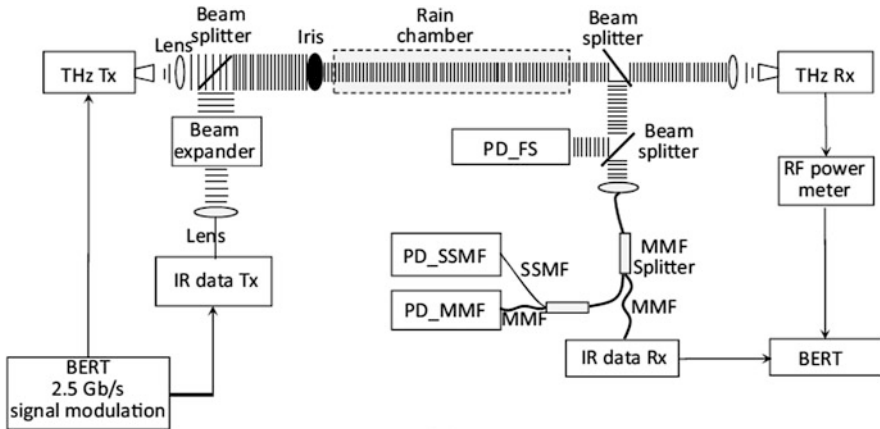 Beam
splitter
Lens
Iris
Rain
chamber
Beam
splitter
THz Tx
THz Rx
Beam
expander
PD_FS
Beam
splitter
RF power
meter
Lens
IR data Tx
PD_SSMF
SSMF
MMF
Splitter
PD_MMF
MMF
MMF
IR data Rx
BERT
BERT
2.5 Gb/s
signal modulation